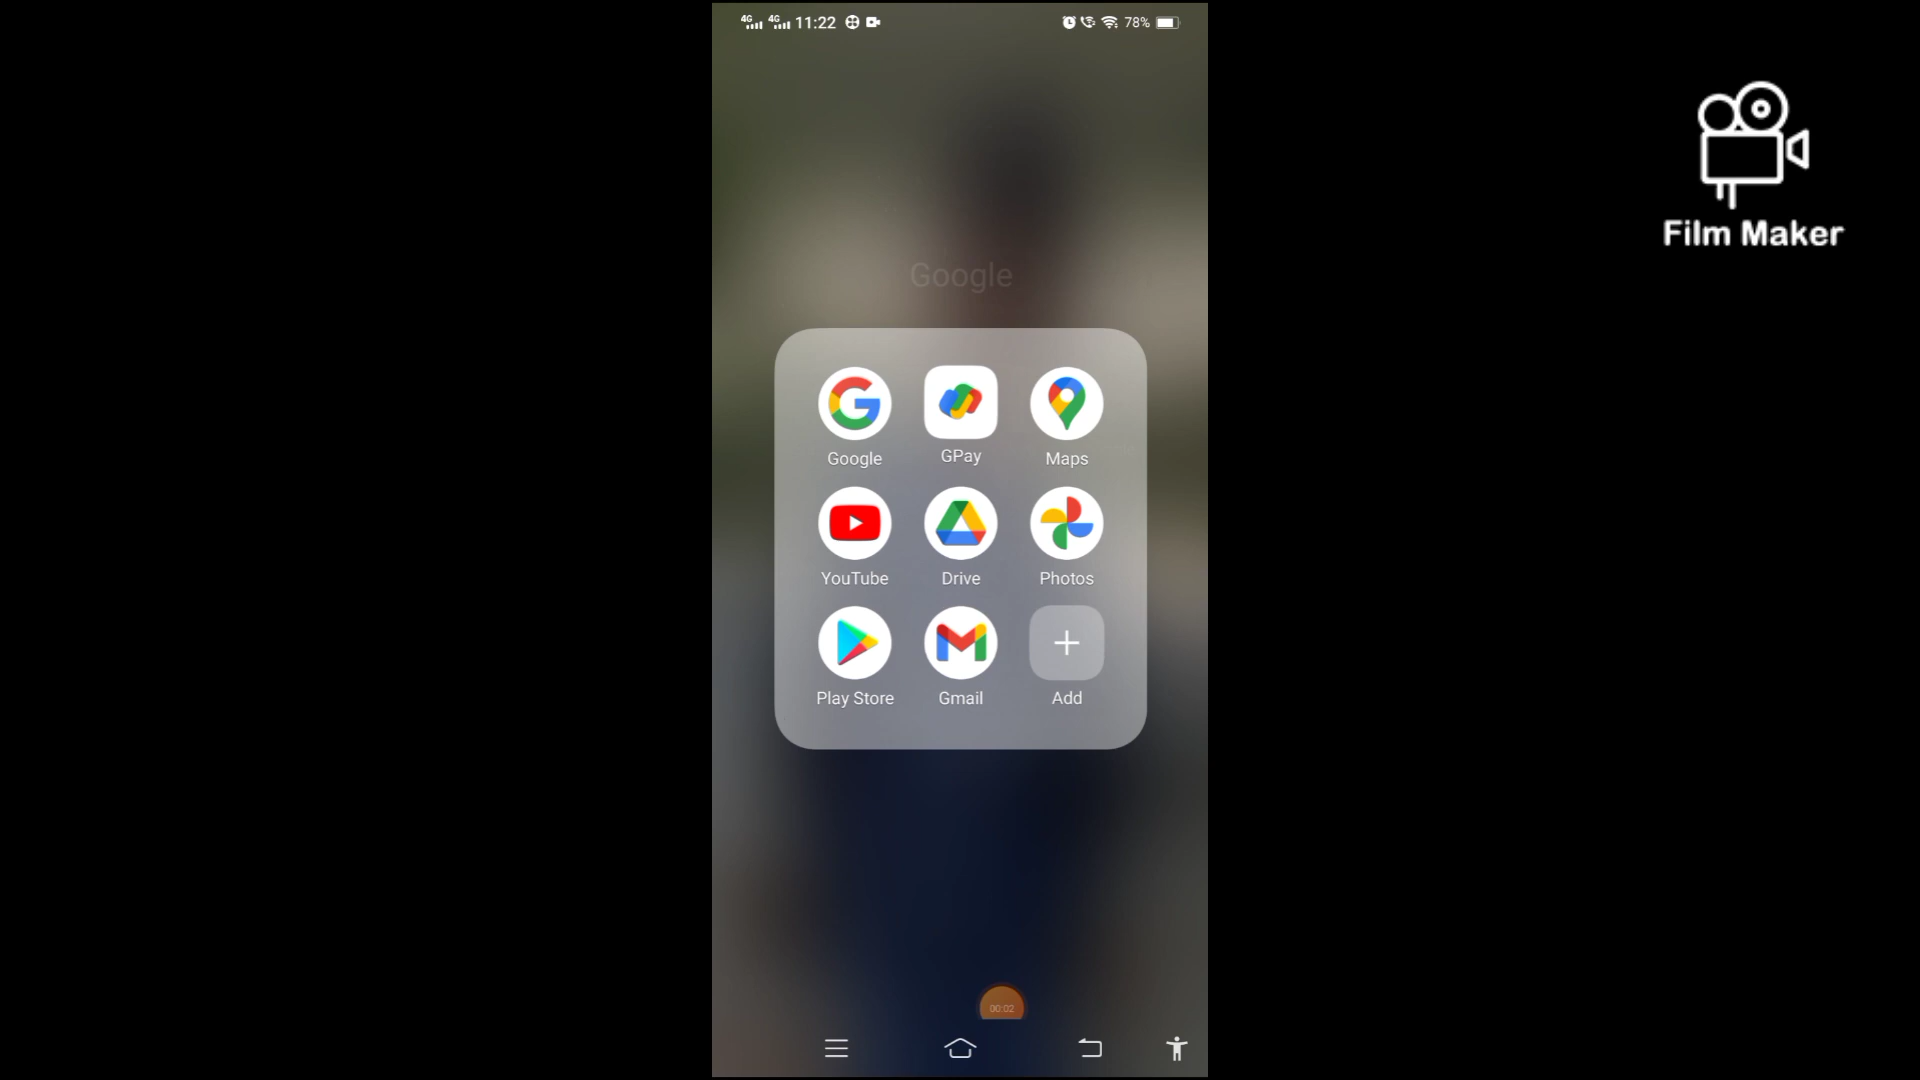 4G 4G 11:22 78%
Film Maker
Google
Google GPay Maps
YouTube Drive Photos
Play Store Gmail Add
00:02